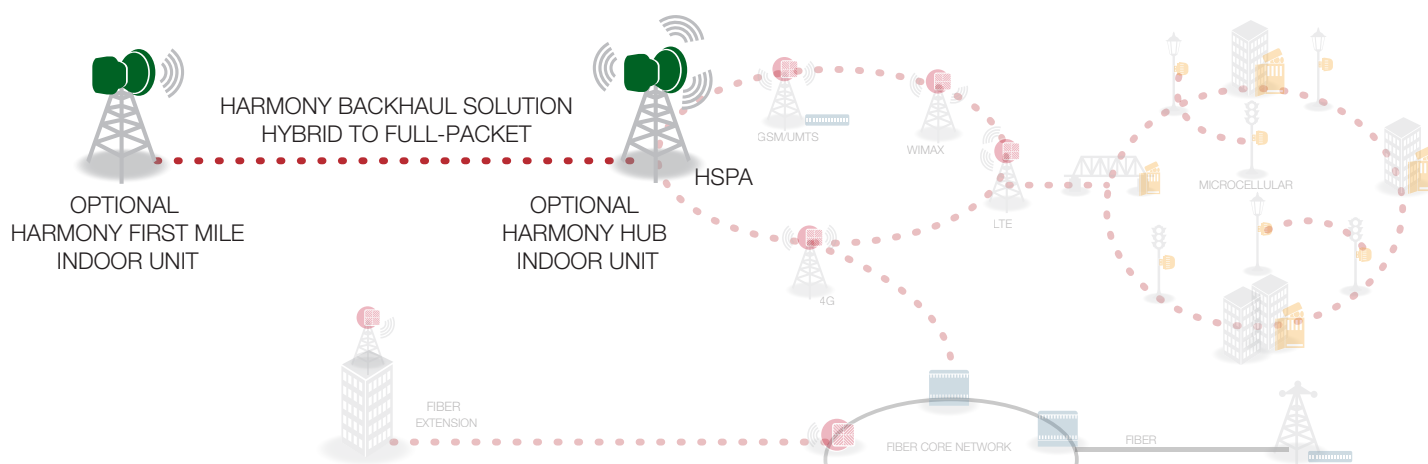 HARMONY BACKHAUL SOLUTION
HYBRID TO FULL-PACKET
OPTIONAL
HARMONY FIRST MILE
INDOOR UNIT
HSPA
OPTIONAL
HARMONY HUB
INDOOR UNIT
GSM/UMTS
WIMAX
LTE
4G
MICROCELLULAR
FIBER
EXTENSION
FIBER CORE NETWORK
FIBER